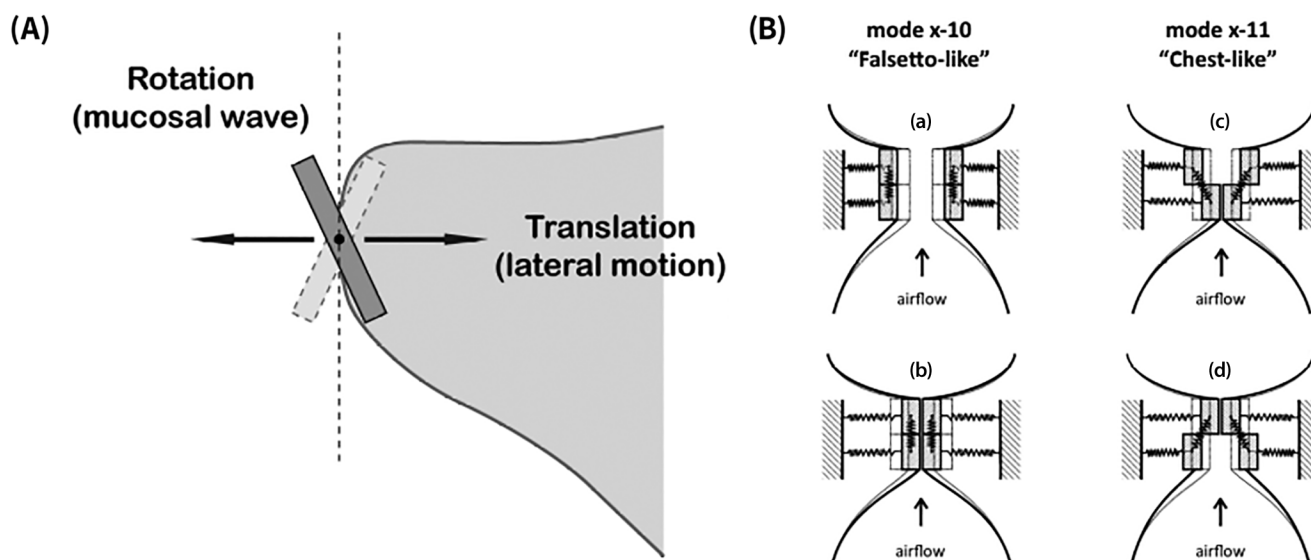 (A)
Rotation
(mucosal wave)
Translation
(lateral motion)
(B)
mode x-10
“Falsetto-like”
mode x-11
“Chest-like”
(a)
airflow
(c)
airflow
(b)
airflow
(d)
airflow